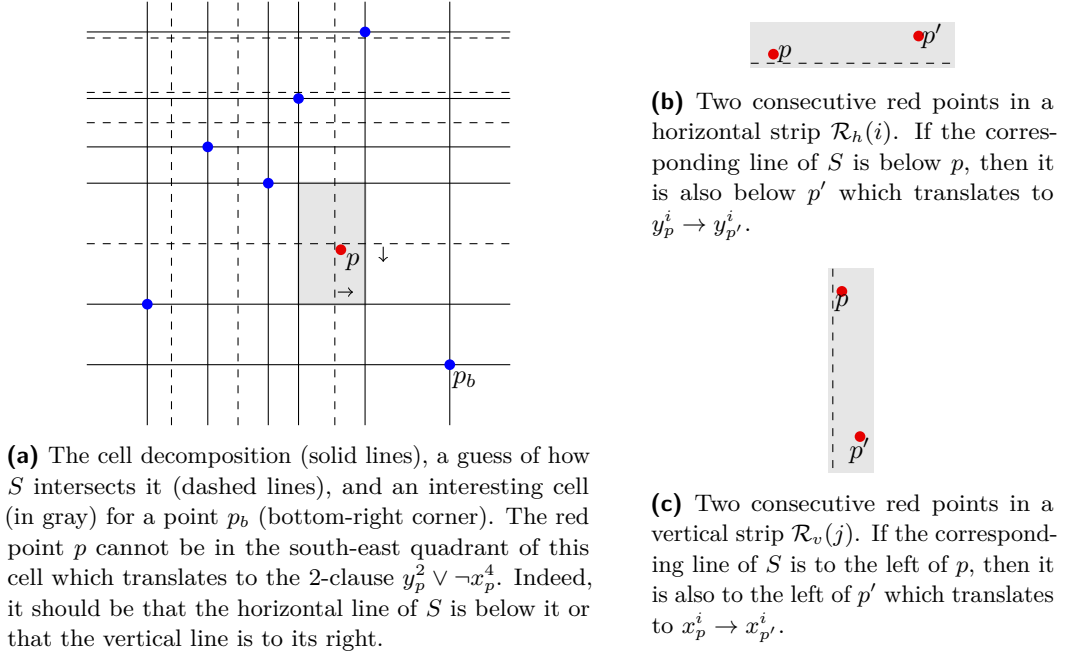 p
↓
→
p_b
(a) The cell decomposition (solid lines), a guess of how
S intersects it (dashed lines), and an interesting cell
(in gray) for a point p_b (bottom-right corner). The red
point p cannot be in the south-east quadrant of this
cell which translates to the 2-clause y_p^2 ∨ ¬x_p^4. Indeed,
it should be that the horizontal line of S is below it or
that the vertical line is to its right.
p p′
(b) Two consecutive red points in a
horizontal strip ℛ_h(i). If the corre-
sponding line of S is below p, then it
is also below p′ which translates to
y_p^i → y_{p′}^i.
p
p′
(c) Two consecutive red points in a
vertical strip ℛ_v(j). If the correspond-
ing line of S is to the left of p, then it
is also to the left of p′ which translates
to x_p^i → x_{p′}^i.